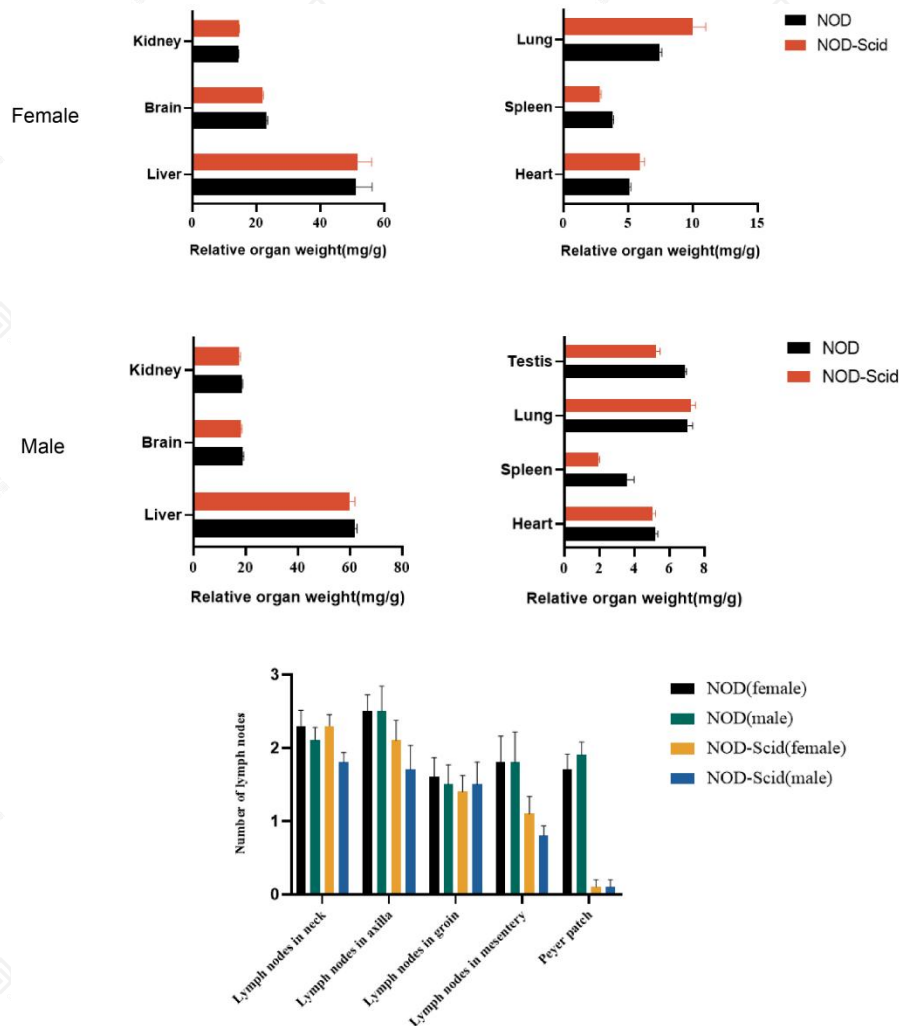 Female
Kidney
Brain
Liver
0 20 40 60
Relative organ weight(mg/g)
Lung
Spleen
Heart
0 5 10 15
Relative organ weight(mg/g)
NOD
NOD-Scid
Male
Kidney
Brain
Liver
0 20 40 60 80
Relative organ weight(mg/g)
Testis
Lung
Spleen
Heart
0 2 4 6 8
Relative organ weight(mg/g)
NOD
NOD-Scid
Number of lymph nodes
3
2
1
0
Lymph nodes in neck
Lymph nodes in axilla
Lymph nodes in groin
Lymph nodes in mesentery
Peyer patch
NOD(female)
NOD(male)
NOD-Scid(female)
NOD-Scid(male)